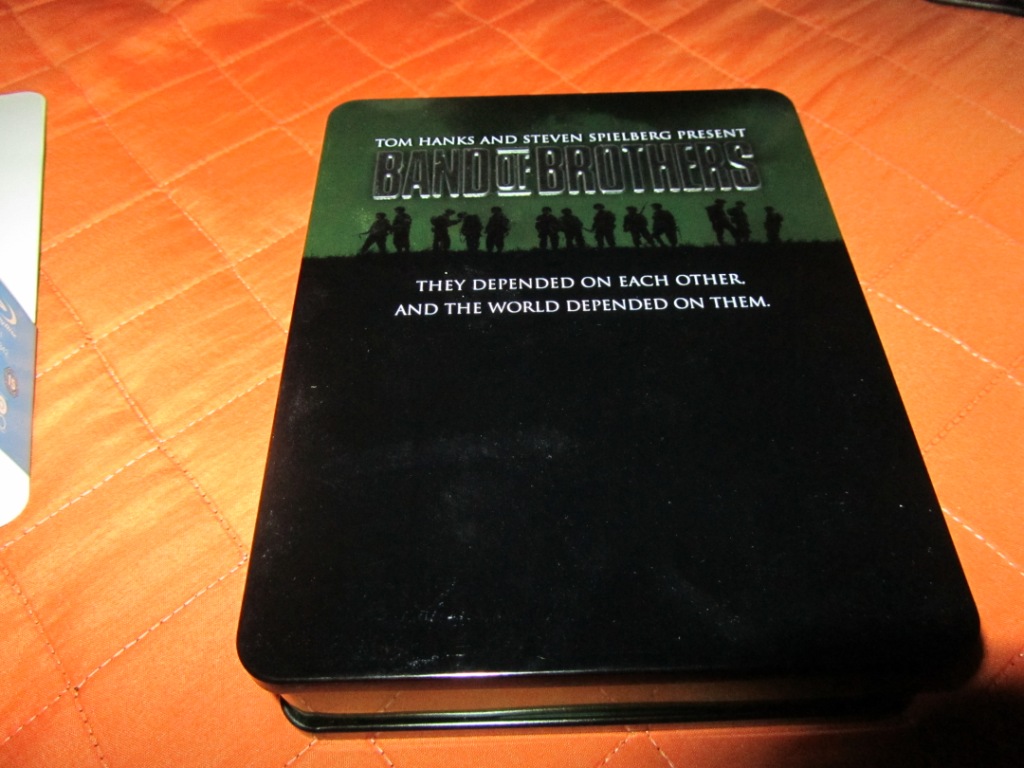 TOM HANKS AND STEVEN SPIELBERG PRESENT
BAND OF BROTHERS
THEY DEPENDED ON EACH OTHER.
AND THE WORLD DEPENDED ON THEM.